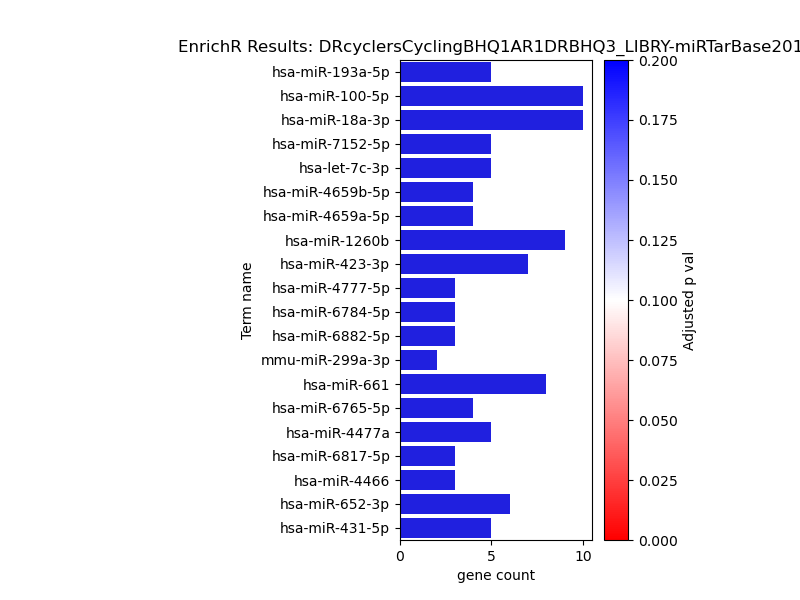 EnrichR Results: DRcyclersCyclingBHQ1AR1DRBHQ3_LIBRY-miRTarBase201
hsa-miR-193a-5p
hsa-miR-100-5p
hsa-miR-18a-3p
hsa-miR-7152-5p
hsa-let-7c-3p
hsa-miR-4659b-5p
hsa-miR-4659a-5p
hsa-miR-1260b
hsa-miR-423-3p
hsa-miR-4777-5p
hsa-miR-6784-5p
hsa-miR-6882-5p
mmu-miR-299a-3p
hsa-miR-661
hsa-miR-6765-5p
hsa-miR-4477a
hsa-miR-6817-5p
hsa-miR-4466
hsa-miR-652-3p
hsa-miR-431-5p
Term name
0 5 10
gene count
0.200
0.175
0.150
0.125
0.100
0.075
0.050
0.025
0.000
Adjusted p val